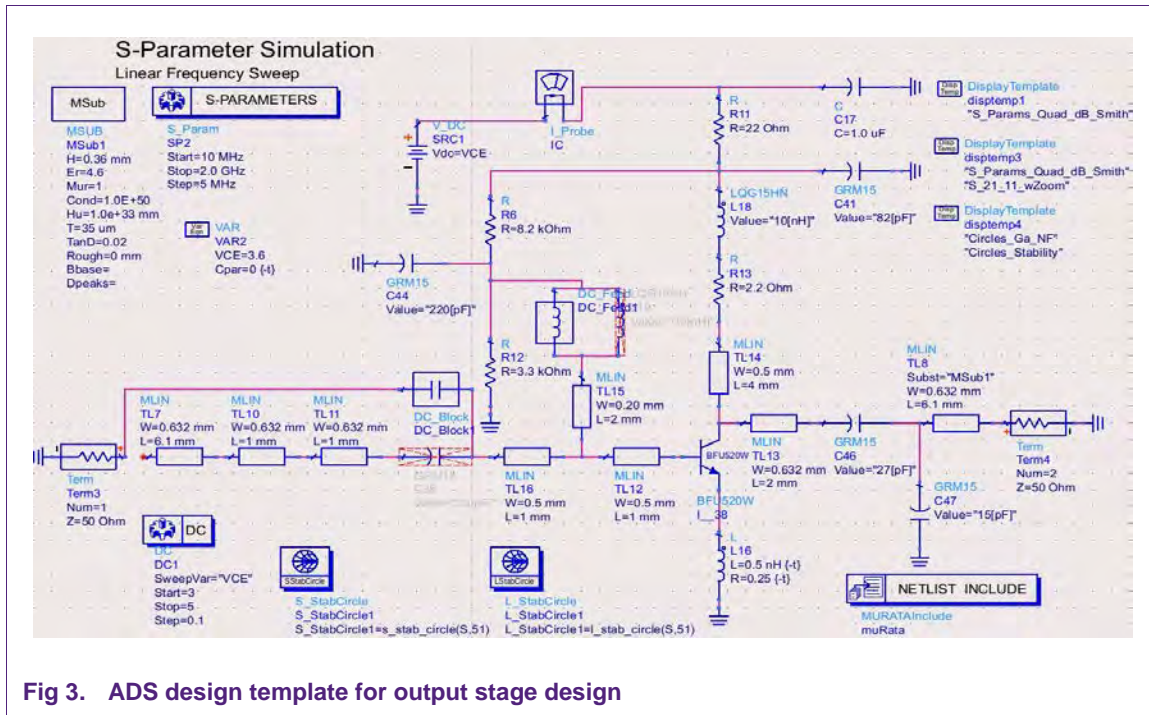 S-Parameter Simulation
Linear Frequency Sweep
MSub
MSUB
MSub1
H=0.36 mm
Er=4.6
Mur=1
Cond=1.0E+50
Hu=1.0e+33 mm
T=35 um
TanD=0.02
Rough=0 mm
Bbase=
Dpeaks=
S-PARAMETERS
S_Param
SP2
Start=10 MHz
Stop=2.0 GHz
Step=5 MHz
Var
Eqn
VAR
VAR2
VCE=3.6
Cpar=0 {-t}
V_DC
SRC1
Vdc=VCE
I_Probe
IC
R
R11
R=22 Ohm
C
C17
C=1.0 uF
Disp
Temp
DisplayTemplate
disptemp1
"S_Params_Quad_dB_Smith"
Disp
Temp
DisplayTemplate
disptemp3
"S_Params_Quad_dB_Smith"
"S_21_11_wZoom"
Disp
Temp
DisplayTemplate
disptemp4
"Circles_Ga_NF"
"Circles_Stability"
R
R6
R=8.2 kOhm
LQG15HN
L18
Value="10[nH]"
GRM15
C41
Value="82[pF]"
GRM15
C44
Value="220[pF]"
DC_Feed
DC_Feed1
R
R13
R=2.2 Ohm
R
R12
R=3.3 kOhm
MLIN
TL15
W=0.20 mm
L=2 mm
MLIN
TL14
W=0.5 mm
L=4 mm
MLIN
TL8
Subst="MSub1"
W=0.632 mm
L=6.1 mm
MLIN
TL7
W=0.632 mm
L=6.1 mm
MLIN
TL10
W=0.632 mm
L=1 mm
MLIN
TL11
W=0.632 mm
L=1 mm
DC_Block
DC_Block1
Term
Term3
Num=1
Z=50 Ohm
MLIN
TL16
W=0.5 mm
L=1 mm
MLIN
TL12
W=0.5 mm
L=1 mm
BFU520W
BFU520W
I__38
MLIN
TL13
W=0.632 mm
L=2 mm
GRM15
C46
Value="27[pF]"
Term
Term4
Num=2
Z=50 Ohm
GRM15
C47
Value="15[pF]"
L
L16
L=0.5 nH {-t}
R=0.25 {-t}
DC
DC
DC1
SweepVar="VCE"
Start=3
Stop=5
Step=0.1
SStabCircle
S_StabCircle
S_StabCircle1
S_StabCircle1=s_stab_circle(S,51)
LStabCircle
L_StabCircle
L_StabCircle1
L_StabCircle1=l_stab_circle(S,51)
NETLIST INCLUDE
MURATAInclude
muRata
Fig 3. ADS design template for output stage design